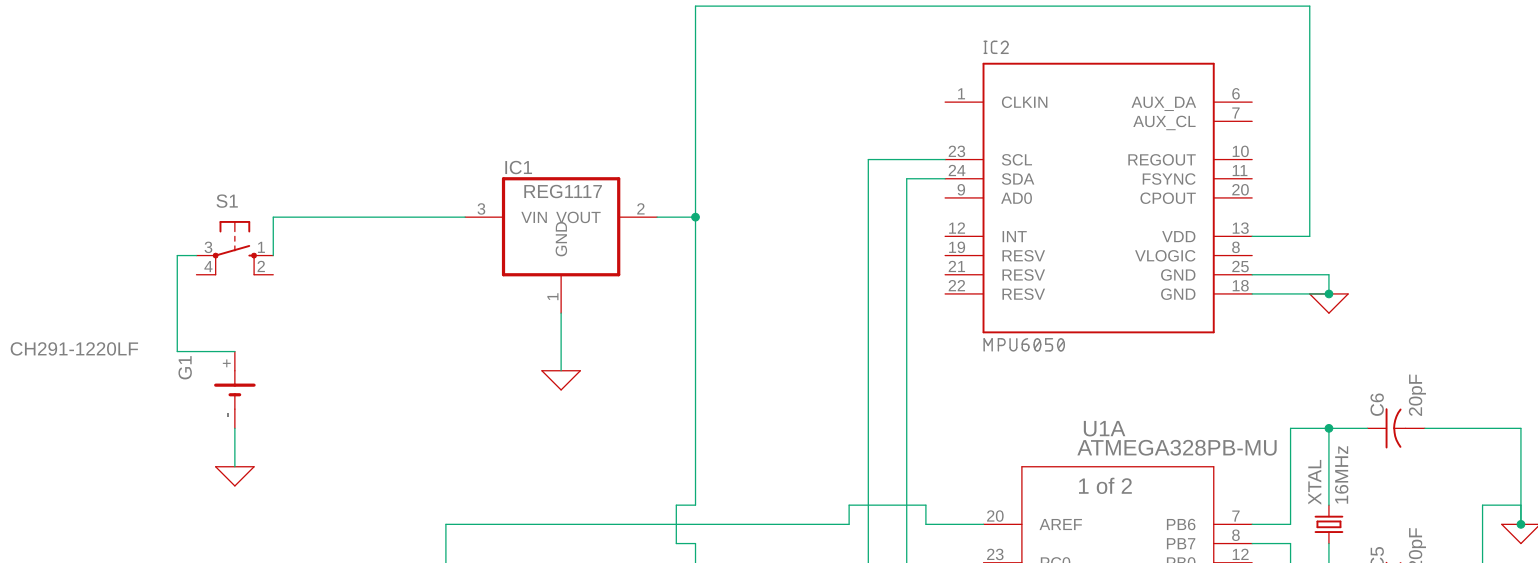 IC2
1 CLKIN AUX_DA 6
AUX_CL 7
23 SCL REGOUT 10
24 SDA FSYNC 11
9 AD0 CPOUT 20
12 INT VDD 13
19 RESV VLOGIC 8
21 RESV GND 25
22 RESV GND 18
MPU6050
IC1
REG1117
3 VIN VOUT 2
GND
1
S1
3 1
4 2
CH291-1220LF
G1
+
-
C6
20pF
U1A
ATMEGA328PB-MU
1 of 2
XTAL
16MHz
20 AREF PB6 7
PB7 8
23 PC0 PB0 12